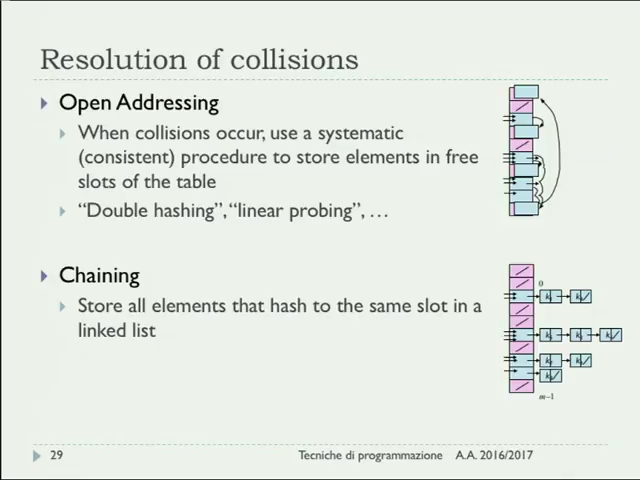 Resolution of collisions
Open Addressing
When collisions occur, use a systematic
(consistent) procedure to store elements in free
slots of the table
“Double hashing”, “linear probing”, …
Chaining
Store all elements that hash to the same slot in a
linked list
0
m–1
29
Tecniche di programmazione A.A. 2016/2017